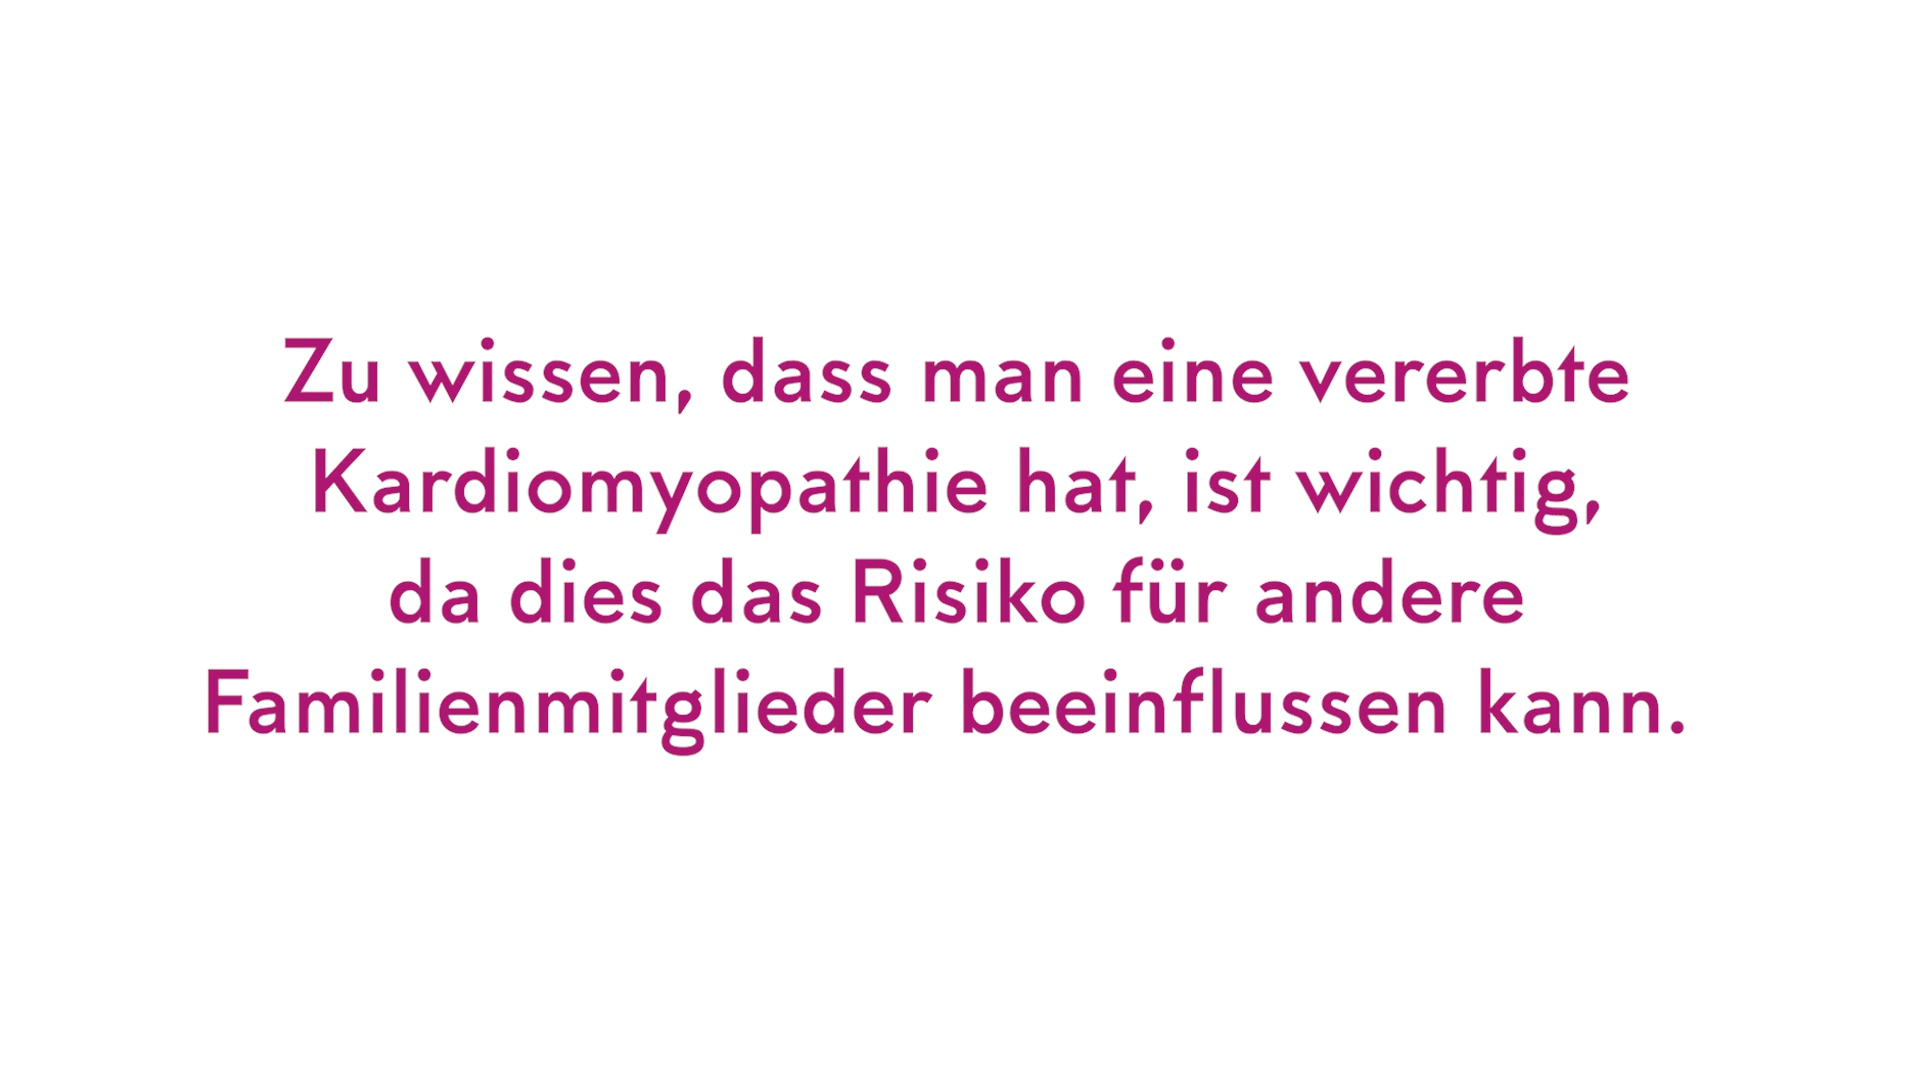 Zu wissen, dass man eine vererbte
Kardiomyopathie hat, ist wichtig,
da dies das Risiko für andere
Familienmitglieder beeinflussen kann.